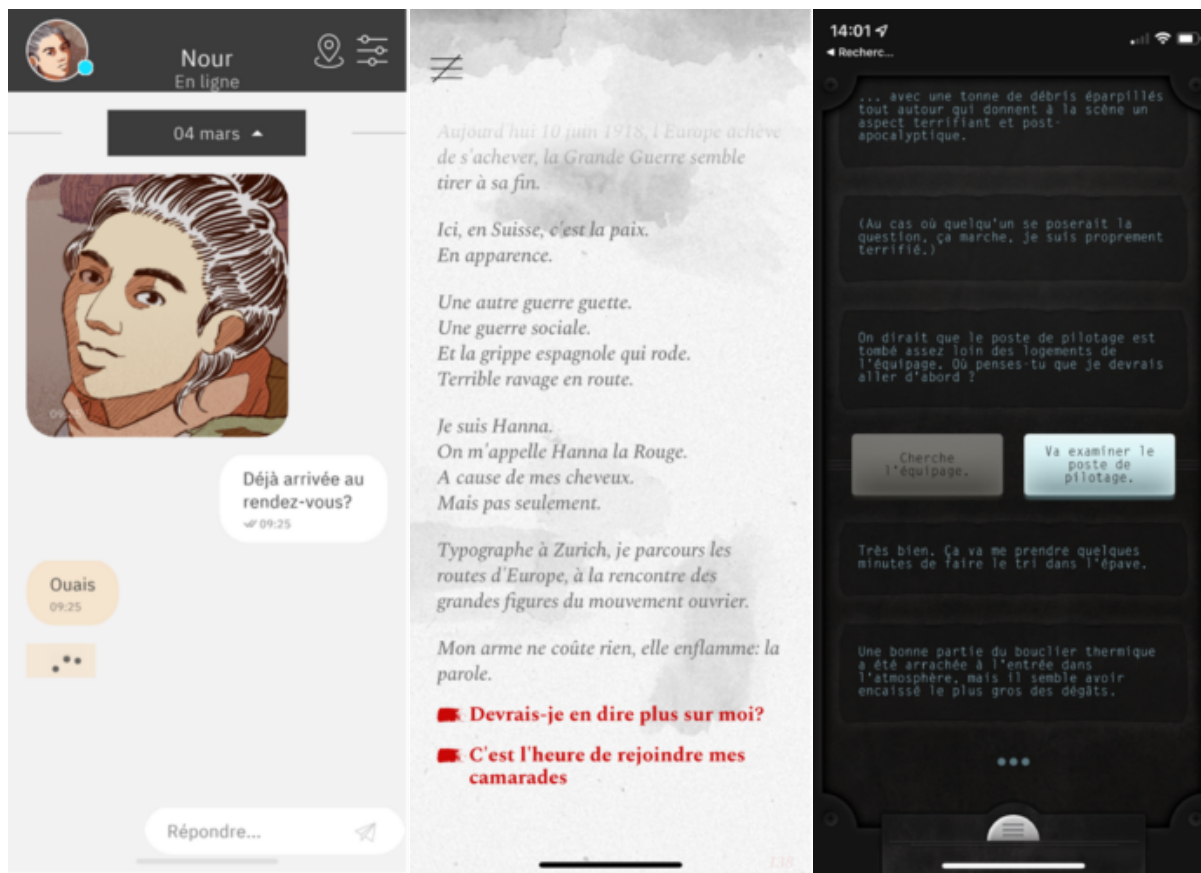 Nour
En ligne
04 mars
09:25
Déjà arrivée au
rendez-vous?
09:25
Ouais
09:25
Répondre...
Aujourd'hui 10 juin 1918, l'Europe achève
de s'achever, la Grande Guerre semble
tirer à sa fin.
Ici, en Suisse, c'est la paix.
En apparence.
Une autre guerre guette.
Une guerre sociale.
Et la grippe espagnole qui rode.
Terrible ravage en route.
Je suis Hanna.
On m'appelle Hanna la Rouge.
A cause de mes cheveux.
Mais pas seulement.
Typographe à Zurich, je parcours les
routes d'Europe, à la rencontre des
grandes figures du mouvement ouvrier.
Mon arme ne coûte rien, elle enflamme: la
parole.
Devrais-je en dire plus sur moi?
C'est l'heure de rejoindre mes
camarades
14:01
Recherc...
... avec une tonne de débris éparpillés
tout autour qui donnent à la scène un
aspect terrifiant et post-
apocalyptique.
(Au cas où quelqu'un se poserait la
question, ça marche, je suis proprement
terrifié.)
On dirait que le poste de pilotage est
tombé assez loin des logements de
l'équipage. Où penses-tu que je devrais
aller d'abord ?
Cherche
l'équipage.
Va examiner le
poste de
pilotage.
Très bien. Ça va me prendre quelques
minutes de faire le tri dans l'épave.
Une bonne partie du bouclier thermique
a été arrachée à l'entrée dans
l'atmosphère, mais il semble avoir
encaissé le plus gros des dégâts.